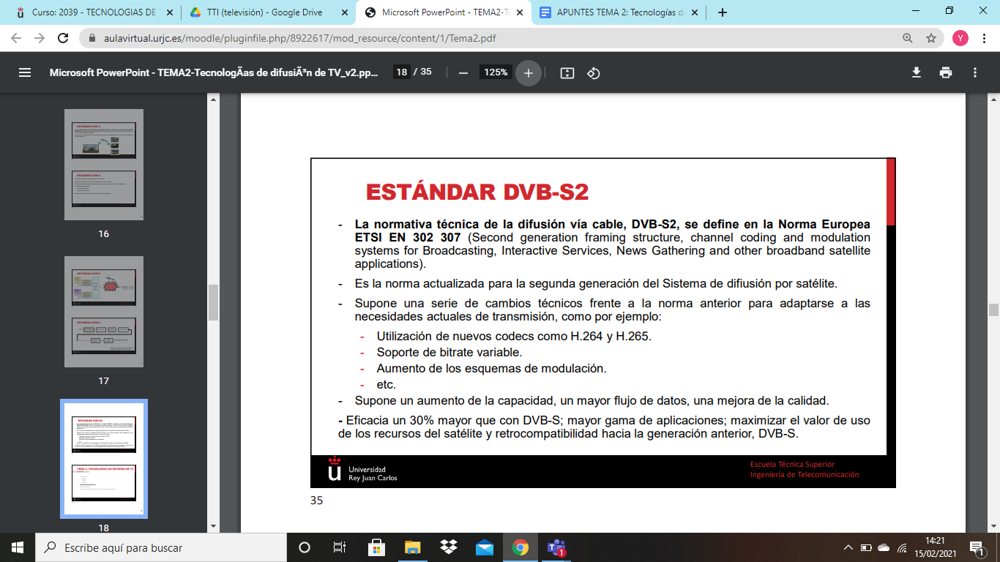 Curso: 2039 - TECNOLOGIAS DE
TTI (televisión) - Google Drive
Microsoft PowerPoint - TEMA2-Te
APUNTES TEMA 2: Tecnologías d
aulavirtual.urjc.es/moodle/pluginfile.php/8922617/mod_resource/content/1/Tema2.pdf
Y
Microsoft PowerPoint - TEMA2-TecnologÃas de difusiÃ³n de TV_v2.pp...
18 / 35
125%
16
17
18
ESTÁNDAR DVB-S2
- La normativa técnica de la difusión vía cable, DVB-S2, se define en la Norma Europea
ETSI EN 302 307 (Second generation framing structure, channel coding and modulation
systems for Broadcasting, Interactive Services, News Gathering and other broadband satellite
applications).
- Es la norma actualizada para la segunda generación del Sistema de difiusión por satélite.
- Supone una serie de cambios técnicos frente a la norma anterior para adaptarse a las
necesidades actuales de transmisión, como por ejemplo:
- Utilización de nuevos codecs como H.264 y H.265.
- Soporte de bitrate variable.
- Aumento de los esquemas de modulación.
- etc.
- Supone un aumento de la capacidad, un mayor flujo de datos, una mejora de la calidad.
- Eficacia un 30% mayor que con DVB-S; mayor gama de aplicaciones; maximizar el valor de uso
de los recursos del satélite y retrocompatibilidad hacia la generación anterior, DVB-S.
u
Universidad
Rey Juan Carlos
Escuela Técnica Superior
Ingeniería de Telecomunicación
35
Escribe aquí para buscar
1
14:21
15/02/2021
1